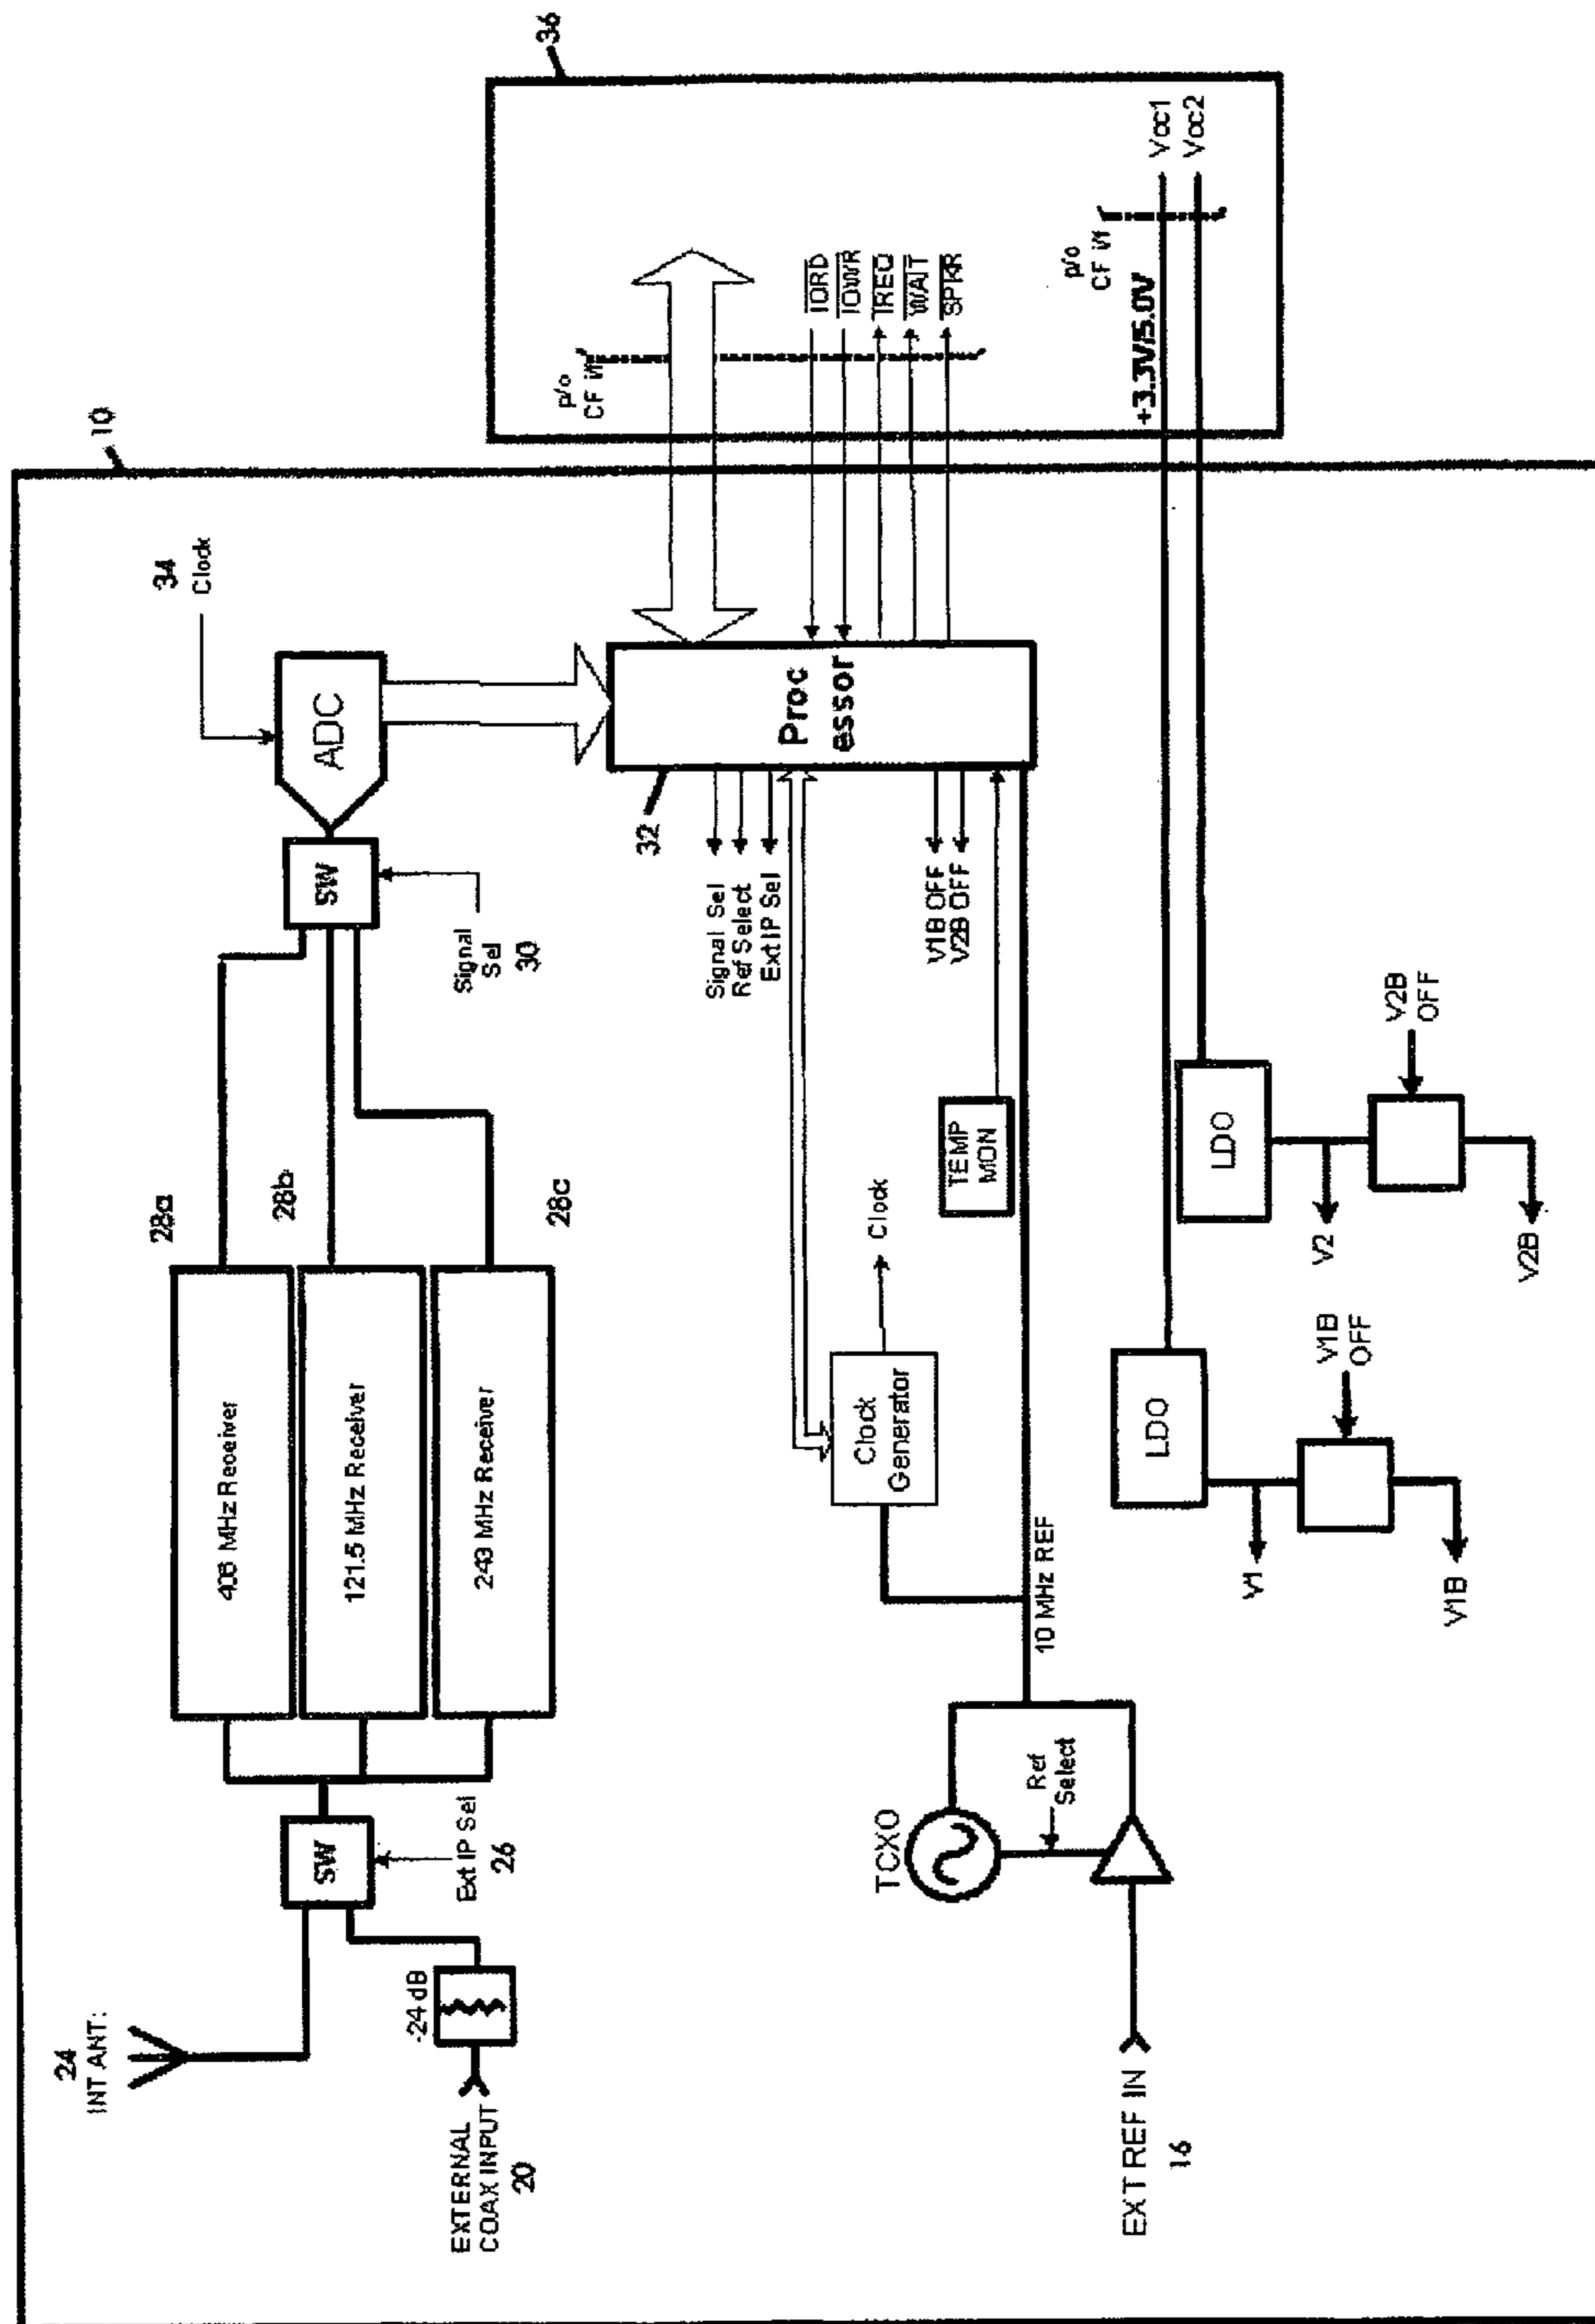 10
36
24
INT ANT:
EXTERNAL
COAX INPUT
20
-24 dB
SW
Ext IP Sel
26
406 MHz Receiver
121.5 MHz Receiver
243 MHz Receiver
28a
28b
28c
SW
Signal
Sel
30
ADC
34
Clock
32
Proc
essor
Signal Sel
Ref Select
Ext IP Sel
V1B OFF
V2B OFF
TEMP
MON
Clock
Generator
Clock
10 MHz REF
TCXO
Ref
Select
EXT REF IN
16
p/o
CF i/f
IORD
IOWR
IREQ
WAIT
SPKR
p/o
CF i/f
+3.3V/5.0V
Vcc1
Vcc2
LDO
V1
V1B
OFF
V1B
LDO
V2
V2B
OFF
V2B